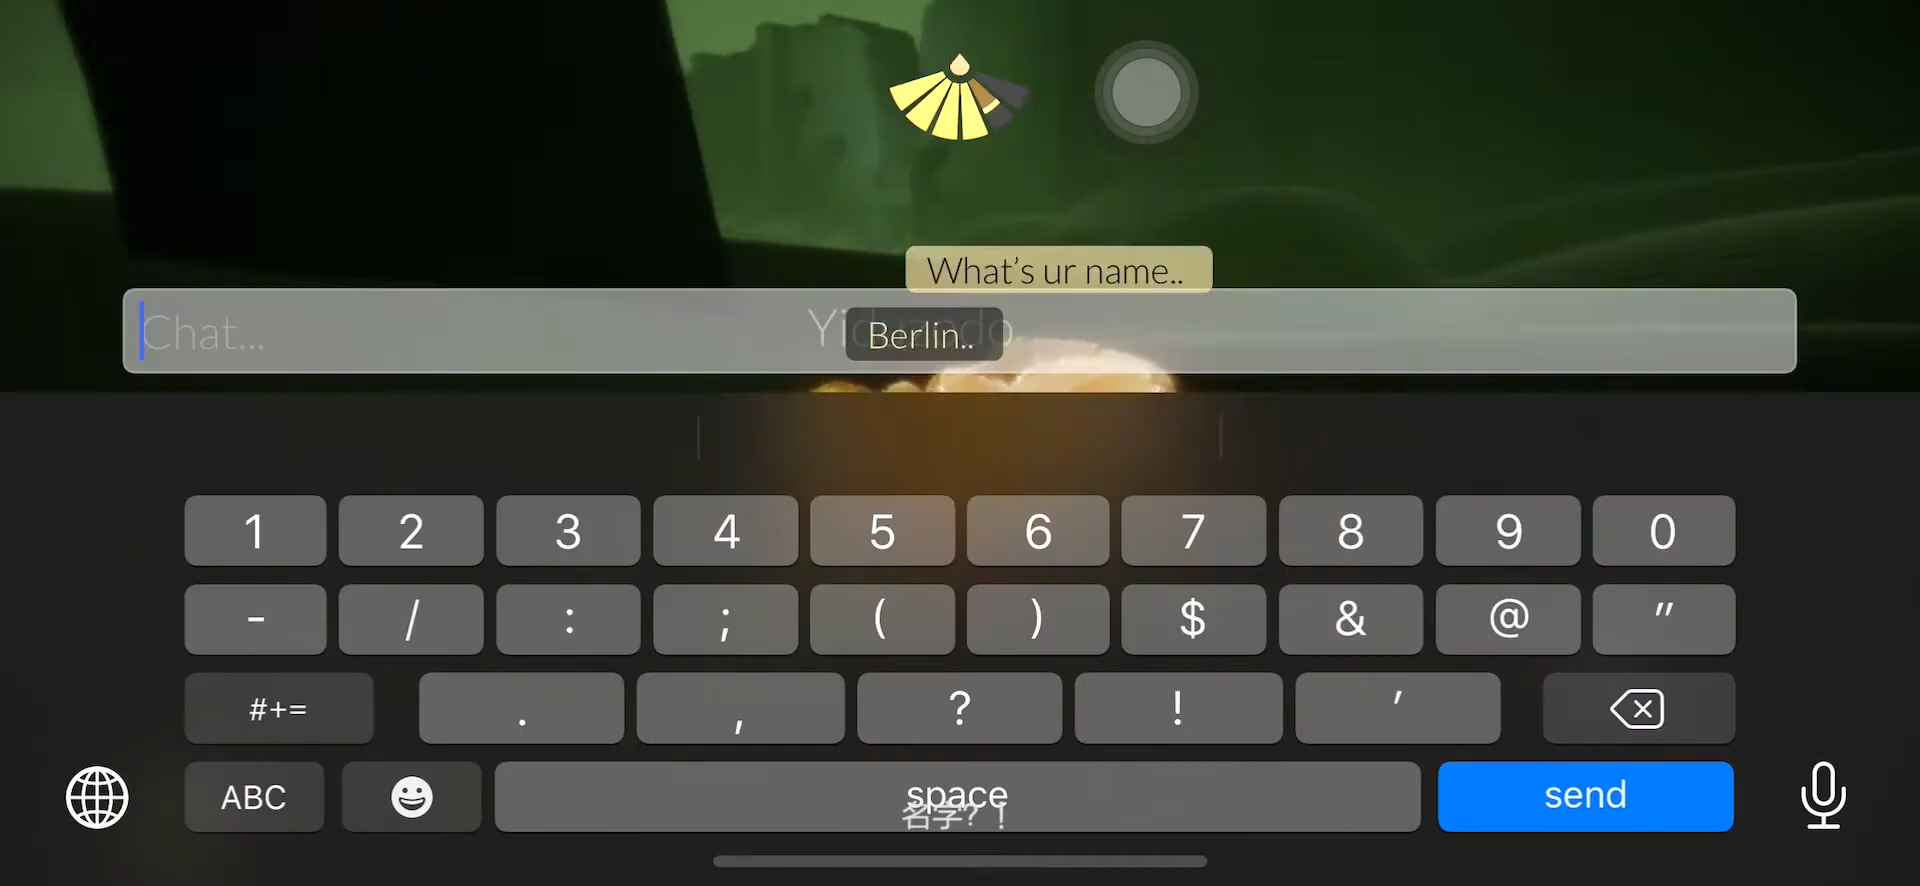 What's ur name..
Chat...
Berlin..
1 2 3 4 5 6 7 8 9 0
- / : ; ( ) $ & @ "
#+= . , ? ! '
ABC space send
名字?!